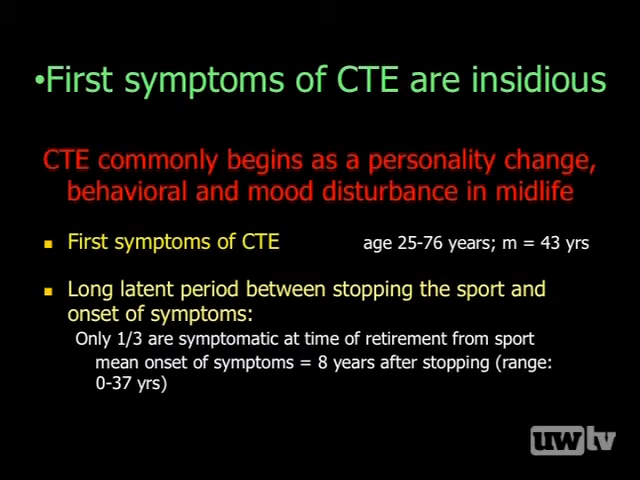 •First symptoms of CTE are insidious
CTE commonly begins as a personality change,
behavioral and mood disturbance in midlife
First symptoms of CTE age 25-76 years; m = 43 yrs
Long latent period between stopping the sport and
onset of symptoms:
Only 1/3 are symptomatic at time of retirement from sport
mean onset of symptoms = 8 years after stopping (range:
0-37 yrs)
uwtv